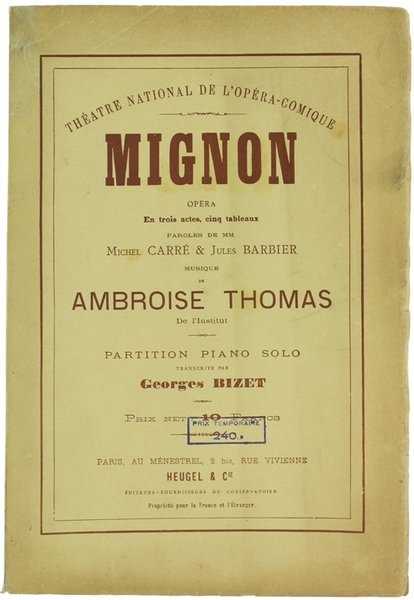 THÉATRE NATIONAL DE L'OPÉRA-COMIQUE
MIGNON
OPERA
En trois actes, cinq tableaux
PAROLES DE MM.
MICHEL CARRÉ & JULES BARBIER
MUSIQUE
DE
AMBROISE THOMAS
De l'Institut
PARTITION PIANO SOLO
TRANSCRITE PAR
Georges BIZET
PRIX NET: 10 FRANCS
PRIX TEMPORAIRE
240.
PARIS, AU MÉNESTREL, 2 bis, RUE VIVIENNE
HEUGEL & CIE
ÉDITEURS-FOURNISSEURS DU CONSERVATOIRE
Propriété pour la France et l'Étranger.